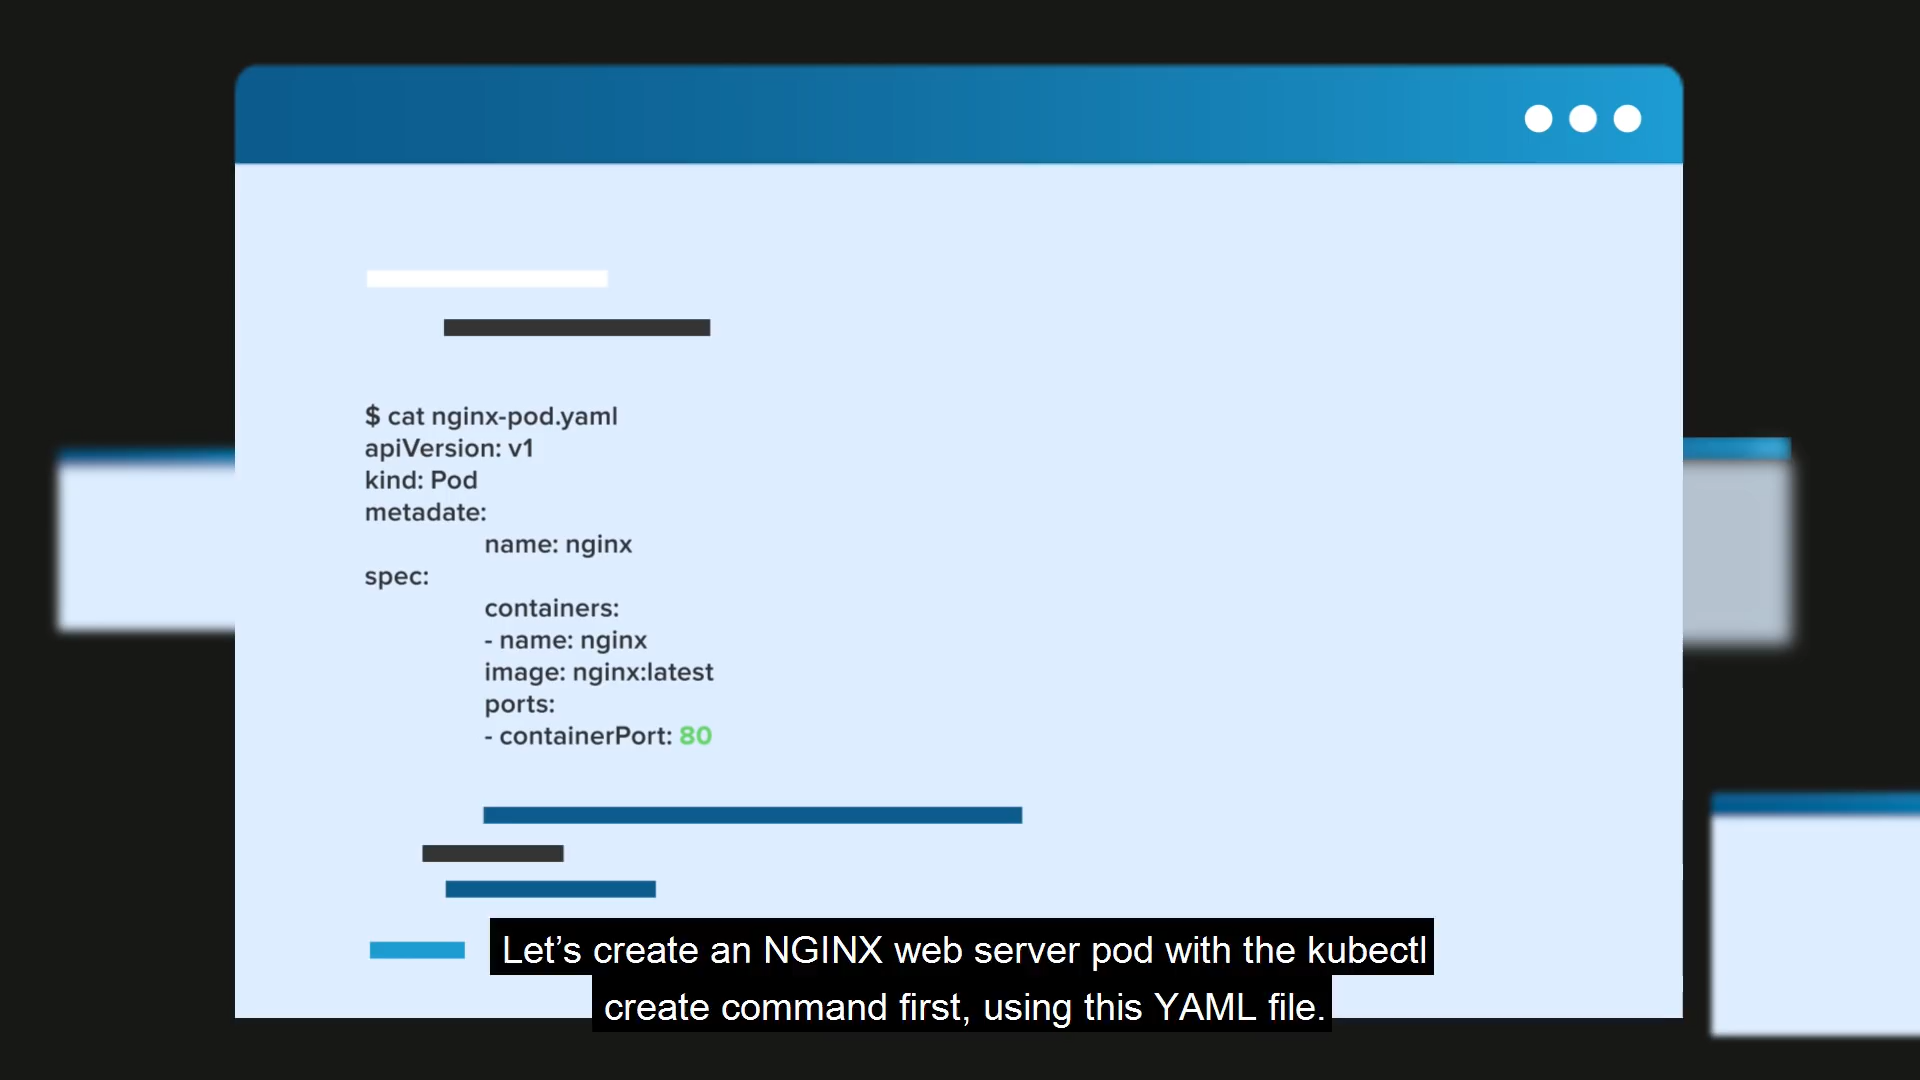 $ cat nginx-pod.yaml
apiVersion: v1
kind: Pod
metadate:
name: nginx
spec:
containers:
- name: nginx
image: nginx:latest
ports:
- containerPort: 80
Let’s create an NGINX web server pod with the kubectl
create command first, using this YAML file.